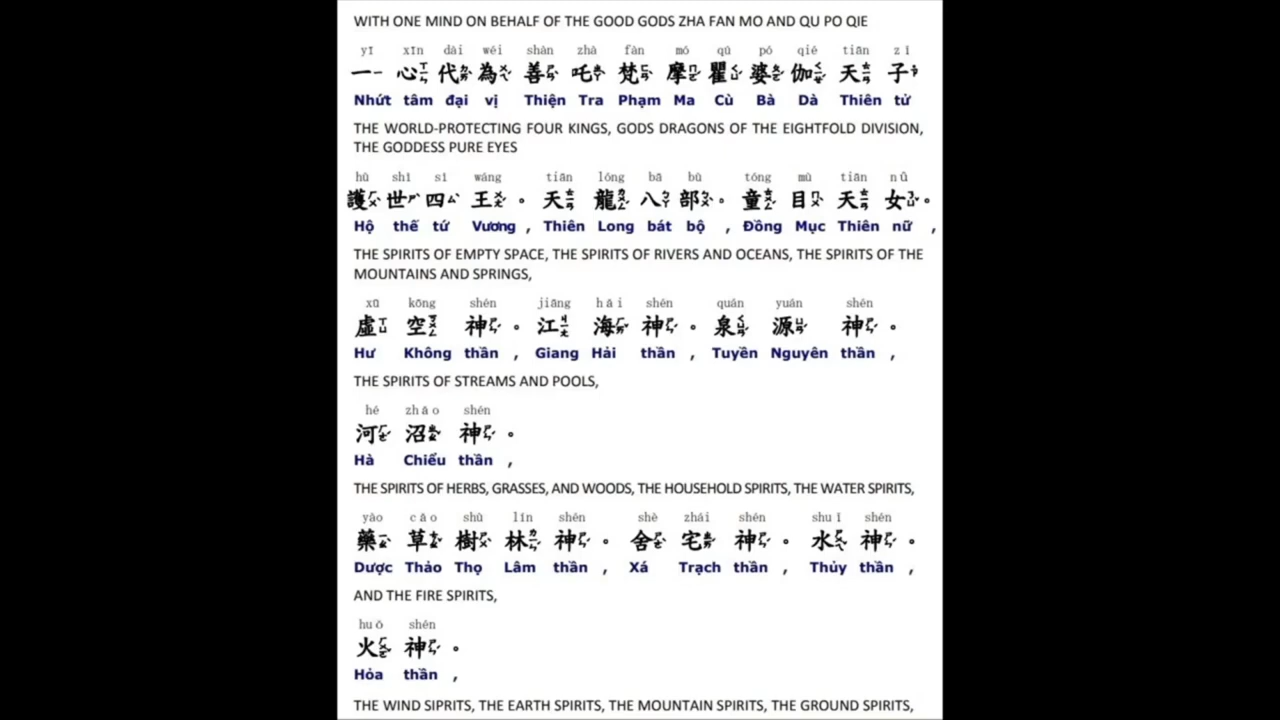 WITH ONE MIND ON BEHALF OF THE GOOD GODS ZHA FAN MO AND QU PO QIE
yī xīn dài wèi shàn zhà fàn mó qú pó qié tiān zǐ
一心代為善吒梵摩瞿婆伽天子
Nhứt tâm đại vị Thiện Tra Phạm Ma Cù Bà Dà Thiên tử
THE WORLD-PROTECTING FOUR KINGS, GODS DRAGONS OF THE EIGHTFOLD DIVISION,
THE GODDESS PURE EYES
hù shì sì wáng tiān lóng bā bù tóng mù tiān nǚ
護世四王。天龍八部。童目天女。
Hộ thế tứ Vương , Thiên Long bát bộ , Đồng Mục Thiên nữ ,
THE SPIRITS OF EMPTY SPACE, THE SPIRITS OF RIVERS AND OCEANS, THE SPIRITS OF THE
MOUNTAINS AND SPRINGS,
xū kōng shén jiāng hǎi shén quán yuán shén
虛空神。江海神。泉源神。
Hư Không thần , Giang Hải thần , Tuyền Nguyên thần ,
THE SPIRITS OF STREAMS AND POOLS,
hé zhǎo shén
河沼神。
Hà Chiểu thần ,
THE SPIRITS OF HERBS, GRASSES, AND WOODS, THE HOUSEHOLD SPIRITS, THE WATER SPIRITS,
yào cǎo shù lín shén shè zhái shén shuǐ shén
藥草樹林神。舍宅神。水神。
Dược Thảo Thọ Lâm thần , Xá Trạch thần , Thủy thần ,
AND THE FIRE SPIRITS,
huǒ shén
火神。
Hỏa thần ,
THE WIND SIPRITS, THE EARTH SPIRITS, THE MOUNTAIN SPIRITS, THE GROUND SPIRITS,